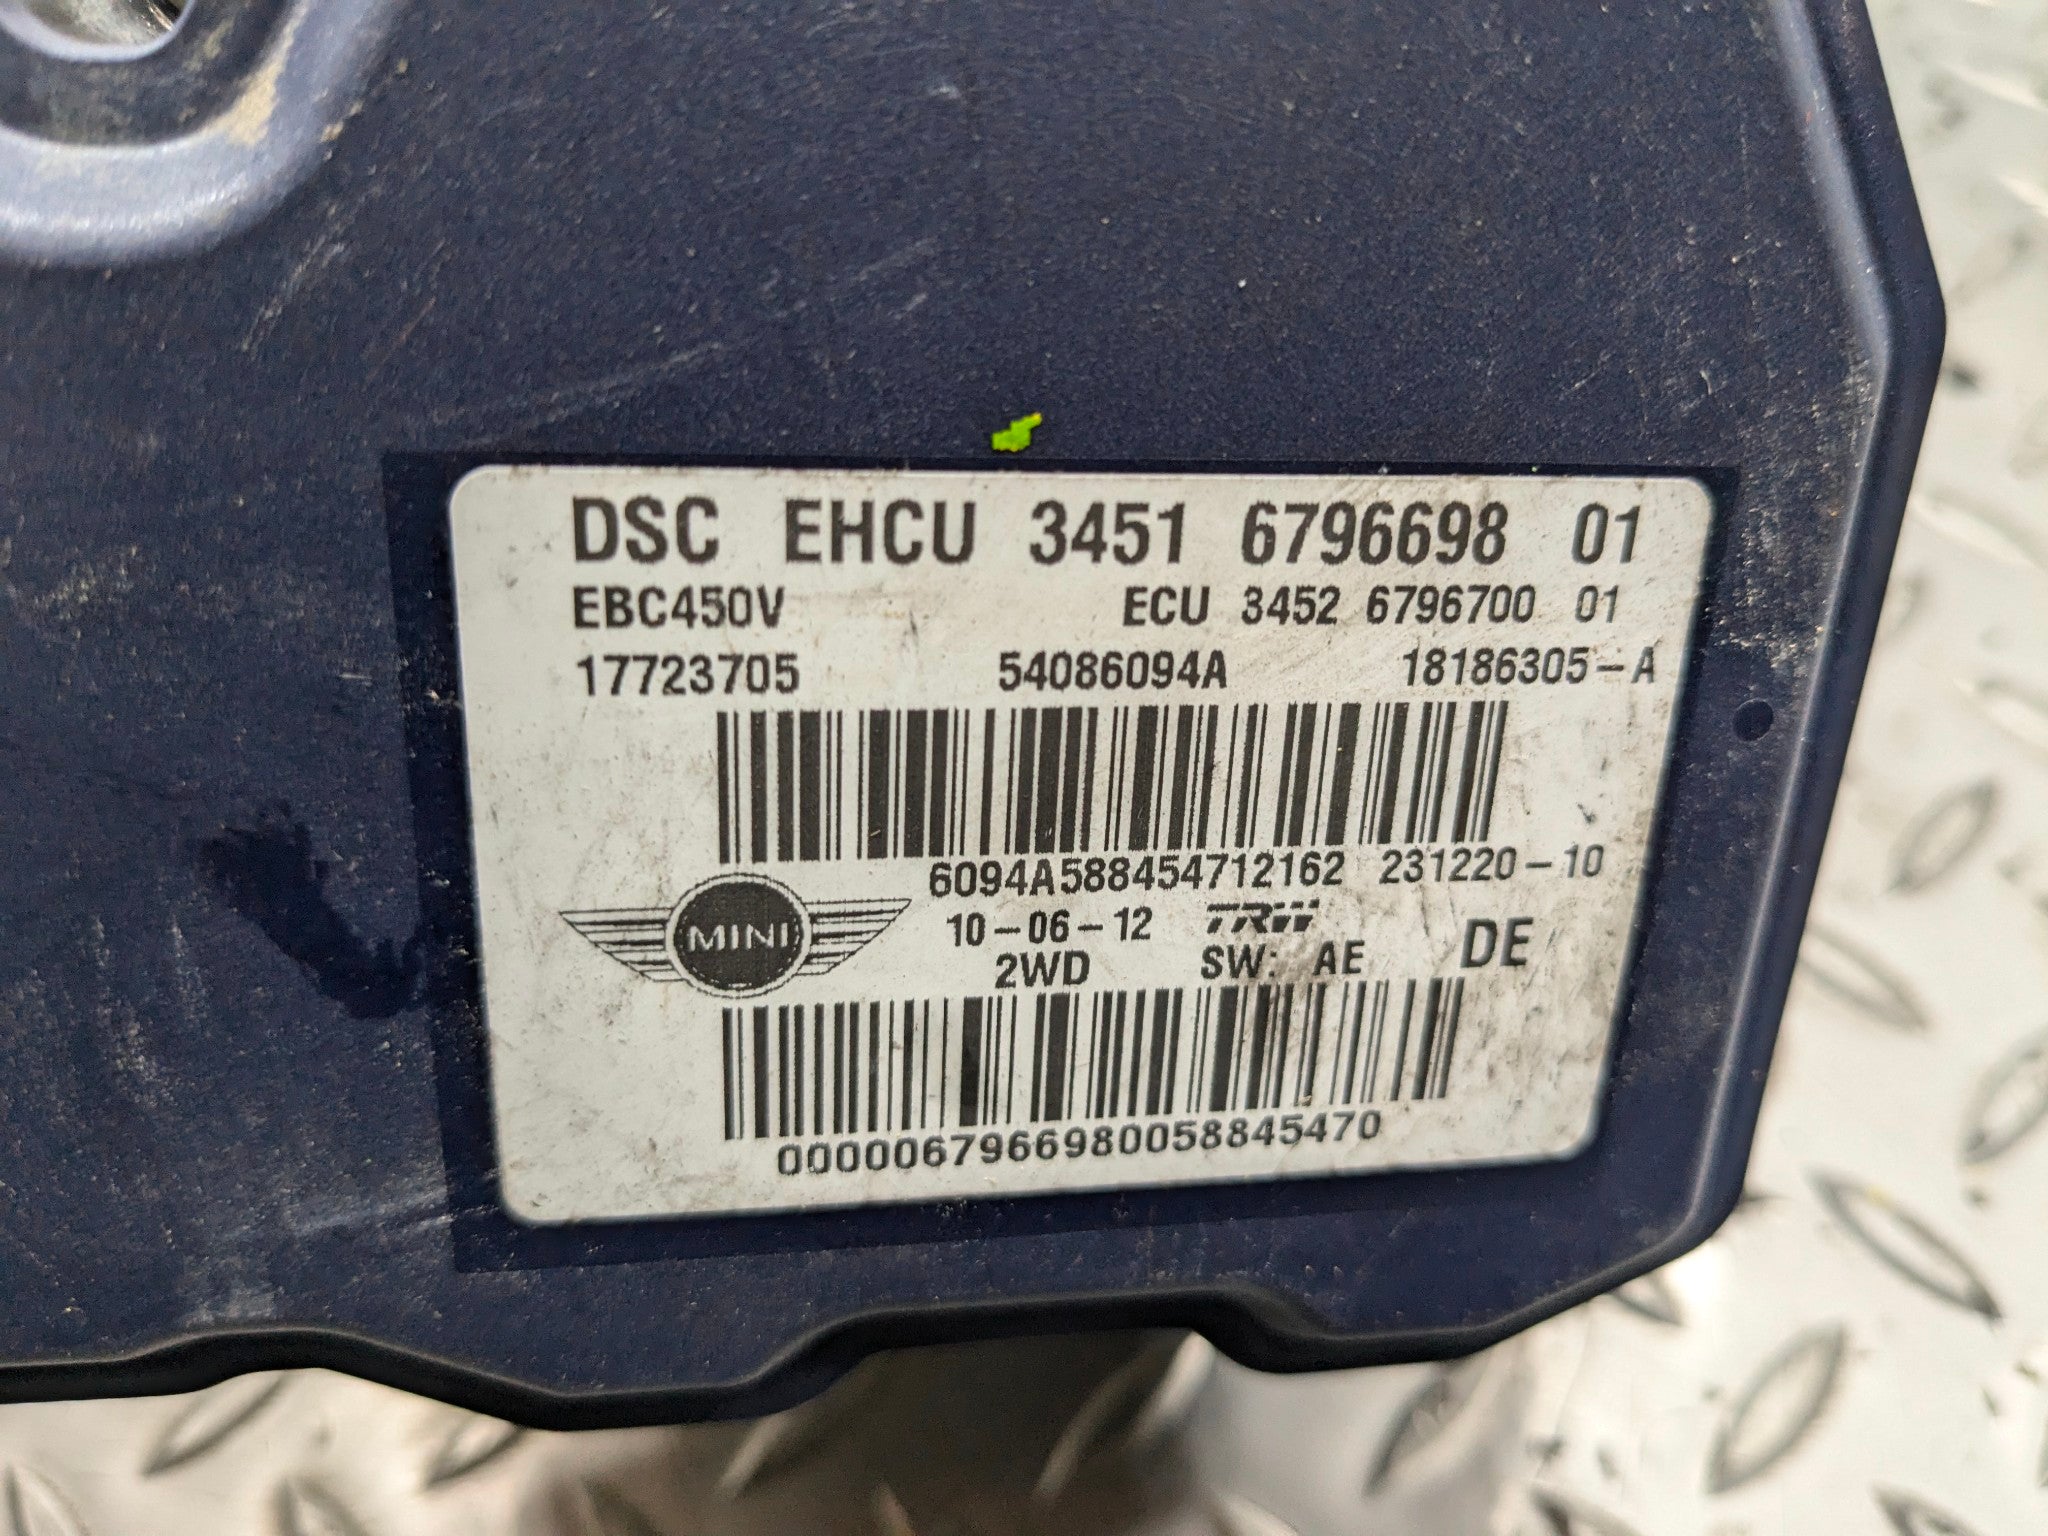 DSC EHCU 3451 6796698 01
EBC450V ECU 3452 6796700 01
17723705 54086094A 18186305-A
6094A588454712162 231220-10
MINI 10-06-12 TRW
2WD SW: AE DE
0000067966980058845470